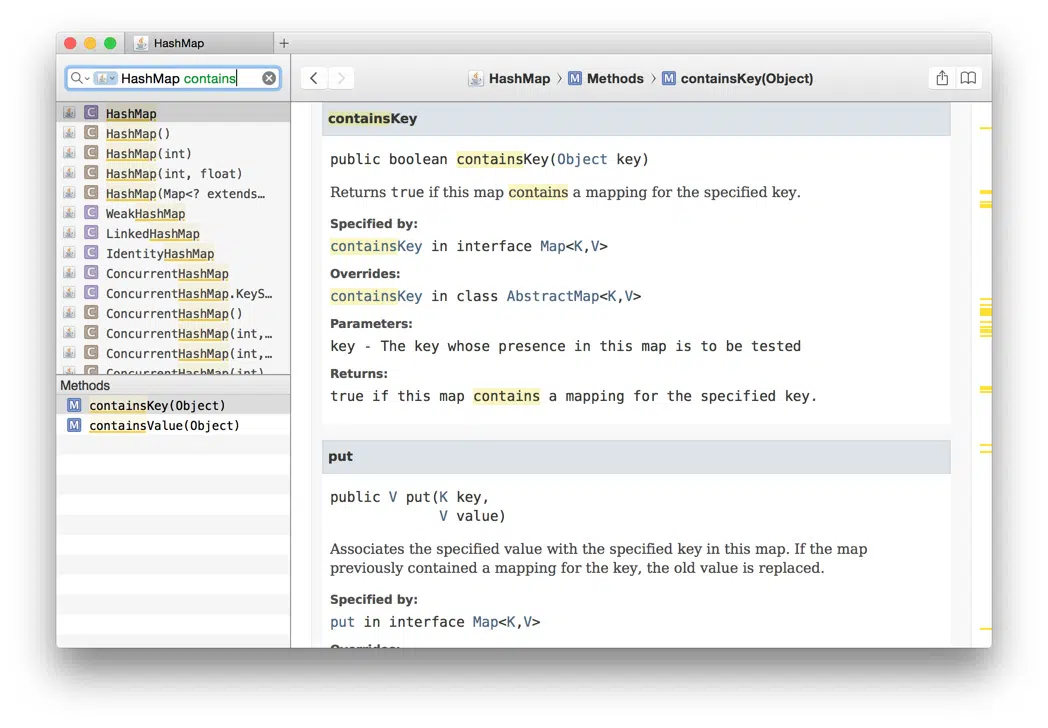 HashMap
HashMap contains
HashMap › Methods › containsKey(Object)
C HashMap
C HashMap()
C HashMap(int)
C HashMap(int, float)
C HashMap(Map<? extends…
C WeakHashMap
C LinkedHashMap
C IdentityHashMap
C ConcurrentHashMap
C ConcurrentHashMap.KeyS…
C ConcurrentHashMap()
C ConcurrentHashMap(int,…
C ConcurrentHashMap(int,…
C ConcurrentHashMap(int)
Methods
M containsKey(Object)
M containsValue(Object)
containsKey
public boolean containsKey(Object key)
Returns true if this map contains a mapping for the specified key.
Specified by:
containsKey in interface Map<K,V>
Overrides:
containsKey in class AbstractMap<K,V>
Parameters:
key - The key whose presence in this map is to be tested
Returns:
true if this map contains a mapping for the specified key.
put
public V put(K key,
V value)
Associates the specified value with the specified key in this map. If the map
previously contained a mapping for the key, the old value is replaced.
Specified by:
put in interface Map<K,V>
Overrides: